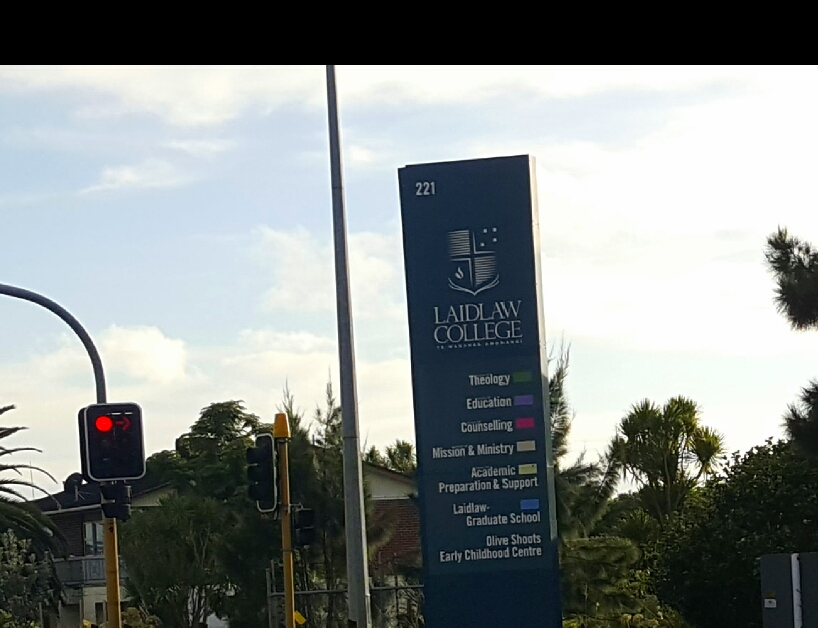 221
LAIDLAW
COLLEGE
Theology
Education
Counselling
Mission & Ministry
Academic
Preparation & Support
Laidlaw-
Graduate School
Olive Shoots
Early Childhood Centre